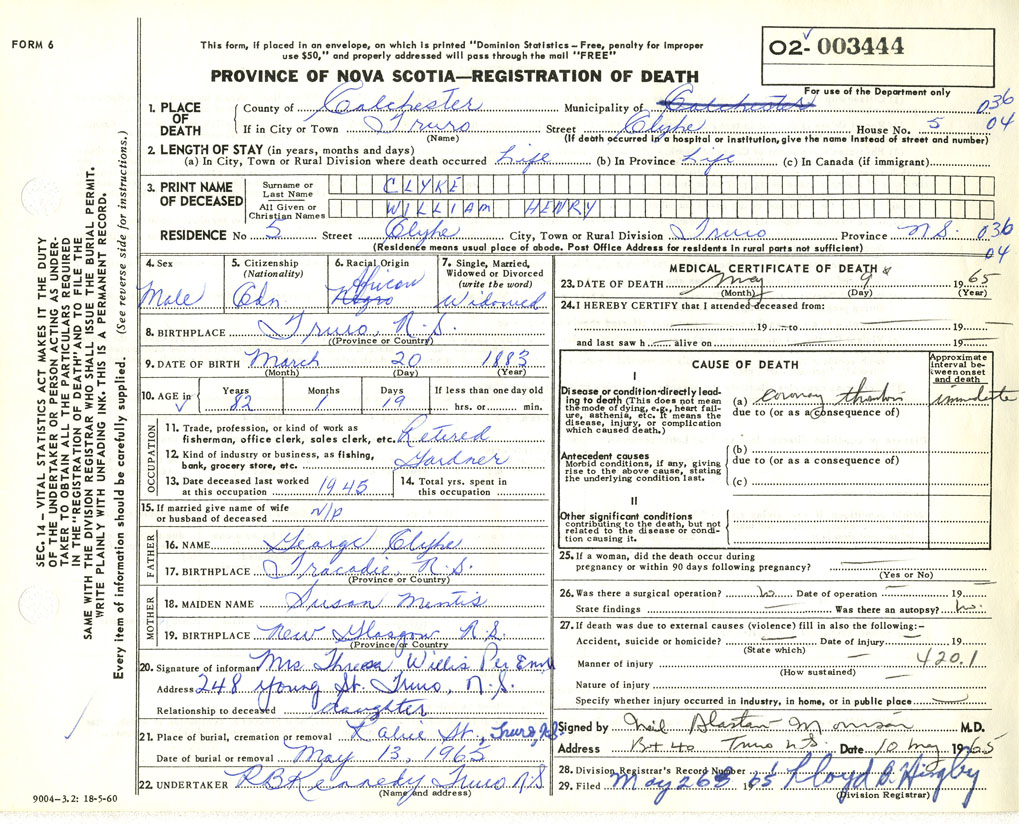 FORM 6
This form, if placed in an envelope, on which is printed "Dominion Statistics – Free, penalty for improper
use $50," and properly addressed will pass through the mail "FREE"
02- 003444
PROVINCE OF NOVA SCOTIA—REGISTRATION OF DEATH
For use of the Department only
SEC. 14 – VITAL STATISTICS ACT MAKES IT THE DUTY
OF THE UNDERTAKER OR PERSON ACTING AS UNDER-
TAKER TO OBTAIN ALL THE PARTICULARS REQUIRED
IN THE "REGISTRATION OF DEATH" AND TO FILE THE
SAME WITH THE DIVISION REGISTRAR WHO SHALL ISSUE THE BURIAL PERMIT.
WRITE PLAINLY WITH UNFADING INK. THIS IS A PERMANENT RECORD.
Every item of information should be carefully supplied. (See reverse side for instructions.)
1. PLACE OF DEATH County of Colchester Municipality of Colchester 036
If in City or Town Truro Street Clyke House No. 5 04
(Name) (If death occurred in a hospital or institution, give the name instead of street and number)
2. LENGTH OF STAY (in years, months and days)
(a) In City, Town or Rural Division where death occurred Life (b) In Province Life (c) In Canada (if immigrant)
3. PRINT NAME OF DECEASED Surname or Last Name CLYKE
All Given or Christian Names WILLIAM HENRY
RESIDENCE No 5 Street Clyke City, Town or Rural Division Truro Province N.S. 036
(Residence means usual place of abode. Post Office Address for residents in rural parts not sufficient) 04
4. Sex Male
5. Citizenship (Nationality) Cdn
6. Racial Origin African Negro
7. Single, Married, Widowed or Divorced (write the word) Widowed
8. BIRTHPLACE Truro, N.S.
(Province or Country)
9. DATE OF BIRTH March 20 1883
(Month) (Day) (Year)
10. AGE in Years 82 Months 1 Days 19 If less than one day old hrs. or min.
OCCUPATION
11. Trade, profession, or kind of work as fisherman, office clerk, sales clerk, etc. Retired
12. Kind of industry or business, as fishing, bank, grocery store, etc. Gardner
13. Date deceased last worked at this occupation 1945
14. Total yrs. spent in this occupation
15. If married give name of wife or husband of deceased N/A
FATHER
16. NAME George Clyke
17. BIRTHPLACE Tracadie, N.S.
(Province or Country)
MOTHER
18. MAIDEN NAME Susan Mentis
19. BIRTHPLACE New Glasgow N.S.
(Province or Country)
20. Signature of informant Mrs Thresa Willis Per
Address 248 Young St. Truro, N.S.
Relationship to deceased daughter
21. Place of burial, cremation or removal St., Truro, N.S.
Date of burial or removal May 13, 1965
22. UNDERTAKER R B Kennedy Truro N.S
(Name and address)
9004–3.2: 18-5-60
MEDICAL CERTIFICATE OF DEATH
23. DATE OF DEATH May 9 1965
(Month) (Day) (Year)
24. I HEREBY CERTIFY that I attended deceased from:
19 to 19
and last saw h alive on 19
CAUSE OF DEATH
Approximate interval between onset and death
I
Disease or condition directly leading to death (This does not mean the mode of dying, e.g., heart failure, asthenia, etc. It means the disease, injury, or complication which caused death.)
(a) coronary immediate
due to (or as a consequence of)
Antecedent causes
Morbid conditions, if any, giving rise to the above cause, stating the underlying condition last.
(b)
due to (or as a consequence of)
(c)
II
Other significant conditions
contributing to the death, but not related to the disease or condition causing it.
25. If a woman, did the death occur during
pregnancy or within 90 days following pregnancy?
(Yes or No)
26. Was there a surgical operation? No Date of operation 19
State findings Was there an autopsy? No.
27. If death was due to external causes (violence) fill in also the following:–
Accident, suicide or homicide? Date of injury 19
(State which)
Manner of injury 420.1
(How sustained)
Nature of injury
Specify whether injury occurred in industry, in home, or in public place
Signed by Neil Alastair Morrison M.D.
Address Bx 40 Truro N.S. Date 10 May 1965
28. Division Registrar's Record Number
29. Filed May 26 1965 Lloyd Higby
(Division Registrar)